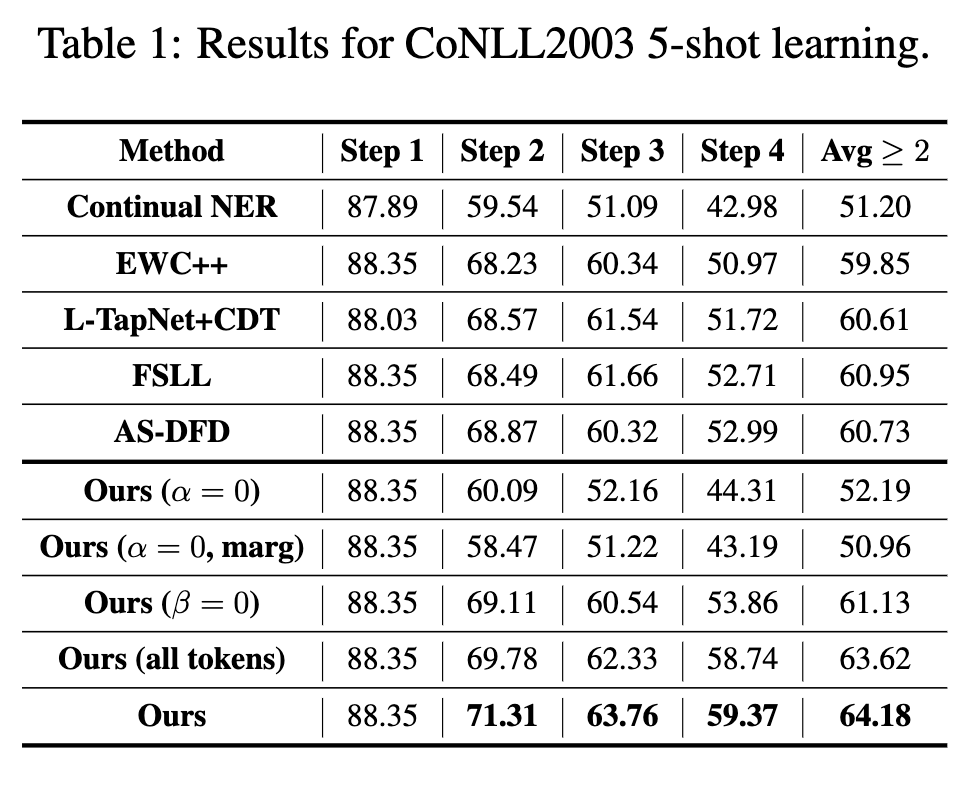 Table 1: Results for CoNLL2003 5-shot learning.
Method Step 1 Step 2 Step 3 Step 4 Avg ≥ 2
Continual NER 87.89 59.54 51.09 42.98 51.20
EWC++ 88.35 68.23 60.34 50.97 59.85
L-TapNet+CDT 88.03 68.57 61.54 51.72 60.61
FSLL 88.35 68.49 61.66 52.71 60.95
AS-DFD 88.35 68.87 60.32 52.99 60.73
Ours (α = 0) 88.35 60.09 52.16 44.31 52.19
Ours (α = 0, marg) 88.35 58.47 51.22 43.19 50.96
Ours (β = 0) 88.35 69.11 60.54 53.86 61.13
Ours (all tokens) 88.35 69.78 62.33 58.74 63.62
Ours 88.35 71.31 63.76 59.37 64.18